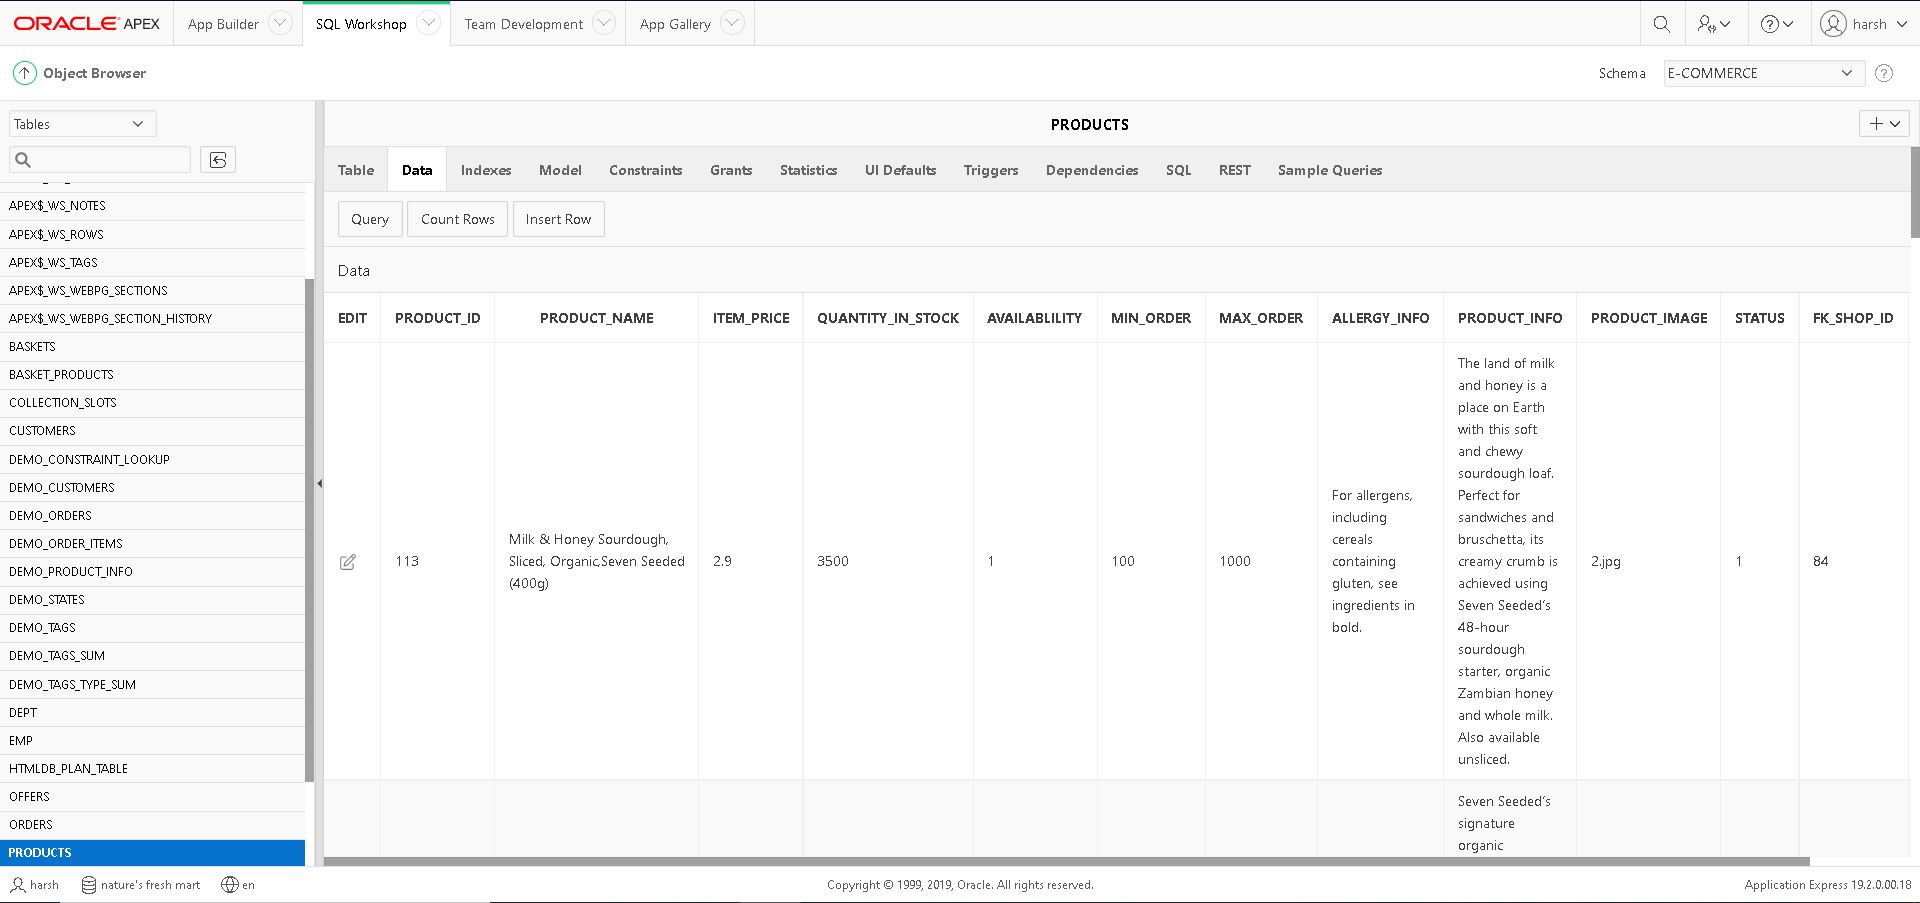 ORACLE APEX App Builder SQL Workshop Team Development App Gallery harsh
Object Browser Schema E-COMMERCE
Tables
PRODUCTS
Table Data Indexes Model Constraints Grants Statistics UI Defaults Triggers Dependencies SQL REST Sample Queries
Query Count Rows Insert Row
Data
APEX$_WS_NOTES
APEX$_WS_ROWS
APEX$_WS_TAGS
APEX$_WS_WEBPG_SECTIONS
APEX$_WS_WEBPG_SECTION_HISTORY
BASKETS
BASKET_PRODUCTS
COLLECTION_SLOTS
CUSTOMERS
DEMO_CONSTRAINT_LOOKUP
DEMO_CUSTOMERS
DEMO_ORDERS
DEMO_ORDER_ITEMS
DEMO_PRODUCT_INFO
DEMO_STATES
DEMO_TAGS
DEMO_TAGS_SUM
DEMO_TAGS_TYPE_SUM
DEPT
EMP
HTMLDB_PLAN_TABLE
OFFERS
ORDERS
PRODUCTS
EDIT PRODUCT_ID PRODUCT_NAME ITEM_PRICE QUANTITY_IN_STOCK AVAILABLILITY MIN_ORDER MAX_ORDER ALLERGY_INFO PRODUCT_INFO PRODUCT_IMAGE STATUS FK_SHOP_ID
113
Milk & Honey Sourdough,
Sliced, Organic,Seven Seeded
(400g)
2.9
3500
1
100
1000
For allergens,
including
cereals
containing
gluten, see
ingredients in
bold.
The land of milk
and honey is a
place on Earth
with this soft
and chewy
sourdough loaf.
Perfect for
sandwiches and
bruschetta, its
creamy crumb is
achieved using
Seven Seeded's
48-hour
sourdough
starter, organic
Zambian honey
and whole milk.
Also available
unsliced.
2.jpg
1
84
Seven Seeded's
signature
organic
harsh nature's fresh mart en Copyright © 1999, 2019, Oracle. All rights reserved. Application Express 19.2.0.00.18